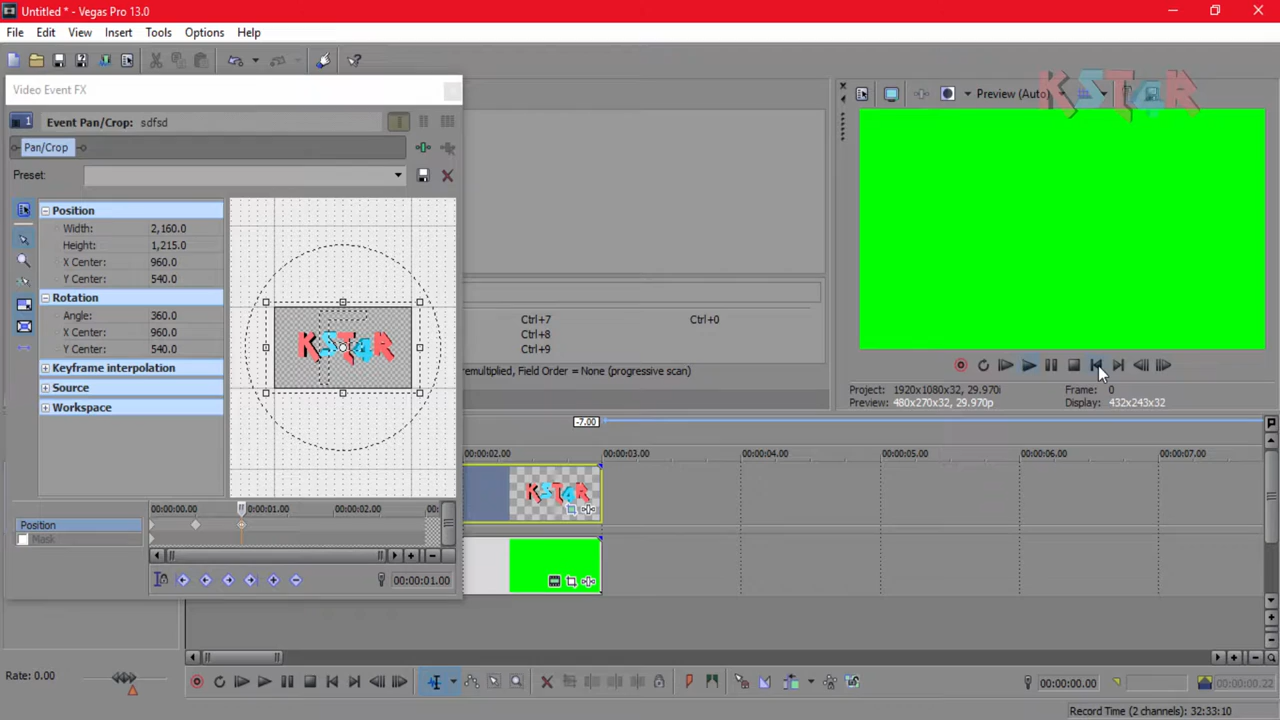 Untitled * - Vegas Pro 13.0
File Edit View Insert Tools Options Help
Video Event FX
Event Pan/Crop: sdfsd
Pan/Crop
Preset:
Position
Width: 2,160.0
Height: 1,215.0
X Center: 960.0
Y Center: 540.0
Rotation
Angle: 360.0
X Center: 960.0
Y Center: 540.0
Keyframe interpolation
Source
Workspace
KST4R
00:00:00.00 0:00:01.00 00:00:02.00 00:
Position
Mask
00:00:01.00
Ctrl+7 Ctrl+0
Ctrl+8
Ctrl+9
emultiplied, Field Order = None (progressive scan)
Preview (Auto)
KST4R
Project: 1920x1080x32, 29.970i
Frame: 0
Preview: 480x270x32, 29.970p
Display: 432x243x32
-7.00
00:00:02.00 00:00:03.00 00:00:04.00 00:00:05.00 00:00:06.00 00:00:07.00
KST4R
Rate: 0.00
00:00:00.00
00:00:00.22
Record Time (2 channels): 32:33:10